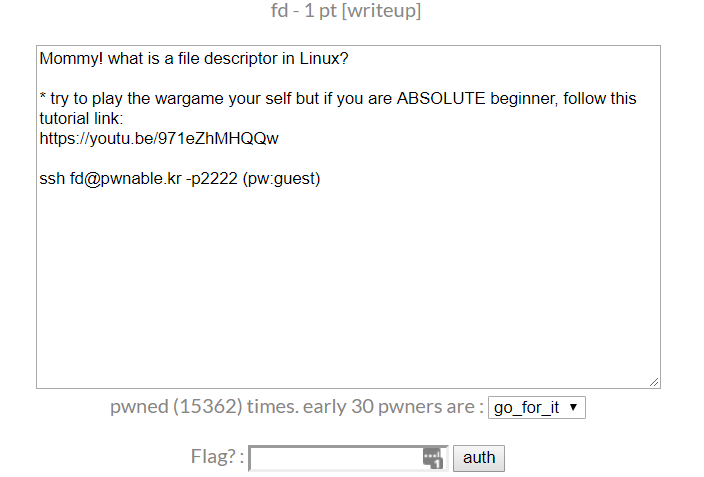 fd - 1 pt [writeup]
Mommy! what is a file descriptor in Linux?
* try to play the wargame your self but if you are ABSOLUTE beginner, follow this
tutorial link:
https://youtu.be/971eZhMHQQw
ssh fd@pwnable.kr -p2222 (pw:guest)
pwned (15362) times. early 30 pwners are : go_for_it
Flag? : auth